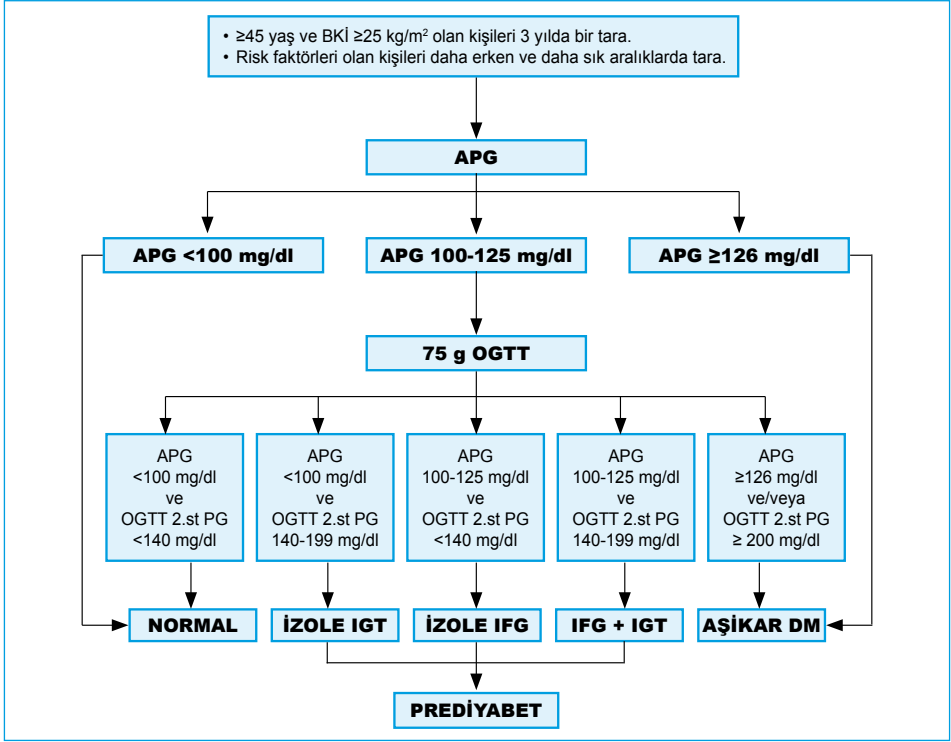 • ≥45 yaş ve BKİ ≥25 kg/m² olan kişileri 3 yılda bir tara.
• Risk faktörleri olan kişileri daha erken ve daha sık aralıklarda tara.
APG
APG <100 mg/dl
APG 100-125 mg/dl
APG ≥126 mg/dl
75 g OGTT
APG
<100 mg/dl
ve
OGTT 2.st PG
<140 mg/dl
APG
<100 mg/dl
ve
OGTT 2.st PG
140-199 mg/dl
APG
100-125 mg/dl
ve
OGTT 2.st PG
<140 mg/dl
APG
100-125 mg/dl
ve
OGTT 2.st PG
140-199 mg/dl
APG
≥126 mg/dl
ve/veya
OGTT 2.st PG
≥ 200 mg/dl
NORMAL
İZOLE IGT
İZOLE IFG
IFG + IGT
AŞİKAR DM
PREDİYABET